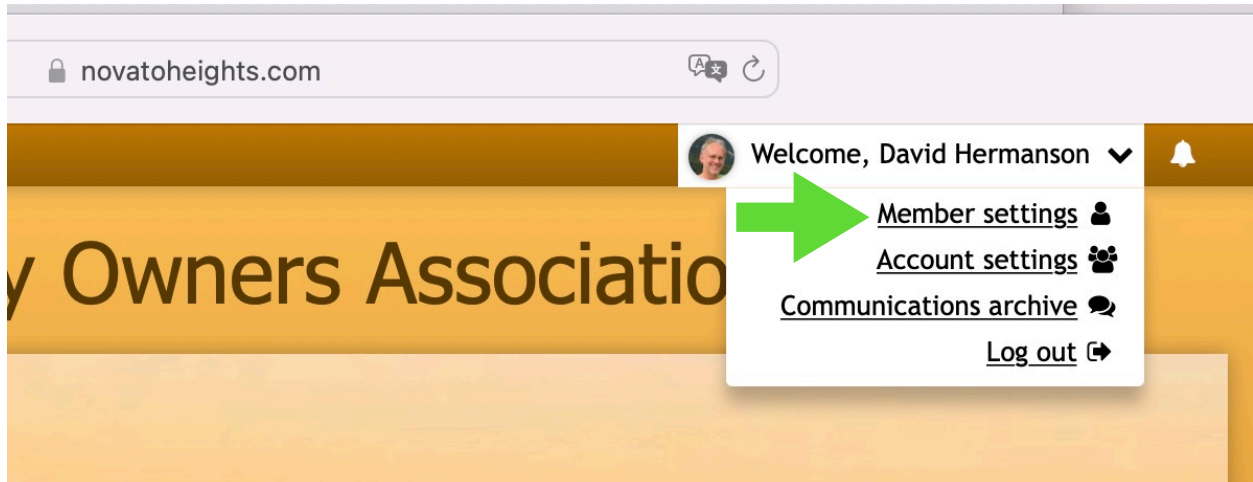 novatoheights.com
Welcome, David Hermanson
Member settings
y Owners Associatio
Account settings
Communications archive
Log out